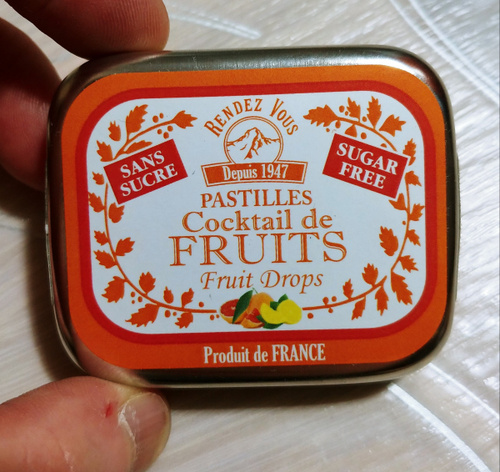 RENDEZ VOUS
Depuis 1947
SANS
SUCRE
SUGAR
FREE
PASTILLES
Cocktail de
FRUITS
Fruit Drops
Produit de FRANCE